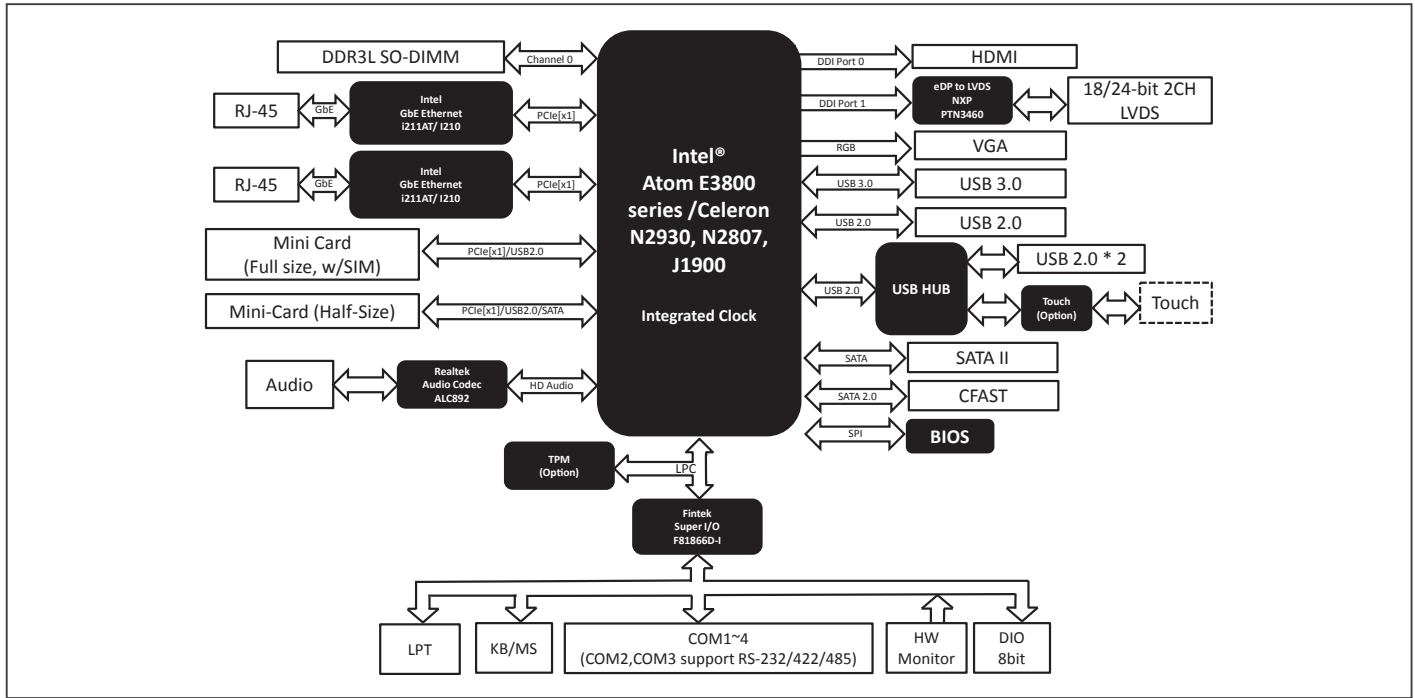 DDR3L SO-DIMM
Channel 0
RJ-45
GbE
Intel
GbE Ethernet
i211AT/ I210
PCIe[x1]
RJ-45
GbE
Intel
GbE Ethernet
i211AT/ I210
PCIe[x1]
Mini Card
(Full size, w/SIM)
PCIe[x1]/USB2.0
Mini-Card (Half-Size)
PCIe[x1]/USB2.0/SATA
Audio
Realtek
Audio Codec
ALC892
HD Audio
Intel®
Atom E3800
series /Celeron
N2930, N2807,
J1900
Integrated Clock
DDI Port 0
HDMI
DDI Port 1
eDP to LVDS
NXP
PTN3460
18/24-bit 2CH
LVDS
RGB
VGA
USB 3.0
USB 3.0
USB 2.0
USB 2.0
USB 2.0
USB HUB
USB 2.0 * 2
Touch
(Option)
Touch
SATA
SATA II
SATA 2.0
CFAST
SPI
BIOS
TPM
(Option)
LPC
Fintek
Super I/O
F81866D-I
LPT
KB/MS
COM1~4
(COM2,COM3 support RS-232/422/485)
HW
Monitor
DIO
8bit